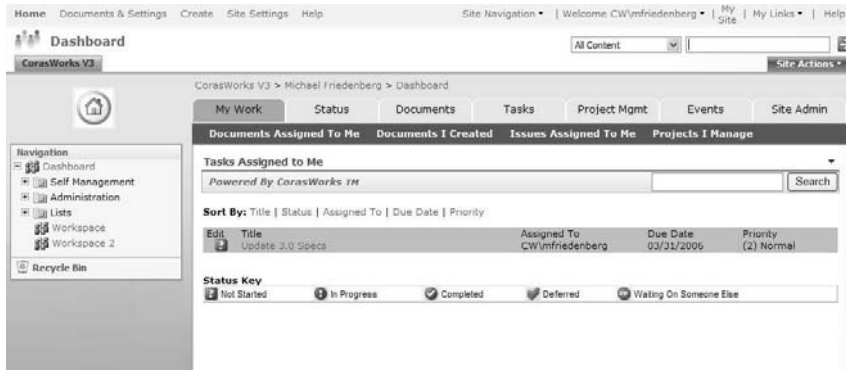 Home Documents & Settings Create Site Settings Help Site Navigation | Welcome CW\mfriedenberg | My Site | My Links | Help
Dashboard All Content
CorasWorks V3 Site Actions
CorasWorks V3 > Michael Friedenberg > Dashboard
My Work Status Documents Tasks Project Mgmt Events Site Admin
Documents Assigned To Me Documents I Created Issues Assigned To Me Projects I Manage
Navigation
Dashboard
Self Management
Administration
Lists
Workspace
Workspace 2
Recycle Bin
Tasks Assigned to Me
Powered By CorasWorks TM Search
Sort By: Title | Status | Assigned To | Due Date | Priority
Edit Title Assigned To Due Date Priority
Update 3.0 Specs CW\mfriedenberg 03/31/2006 (2) Normal
Status Key
Not Started In Progress Completed Deferred Waiting On Someone Else